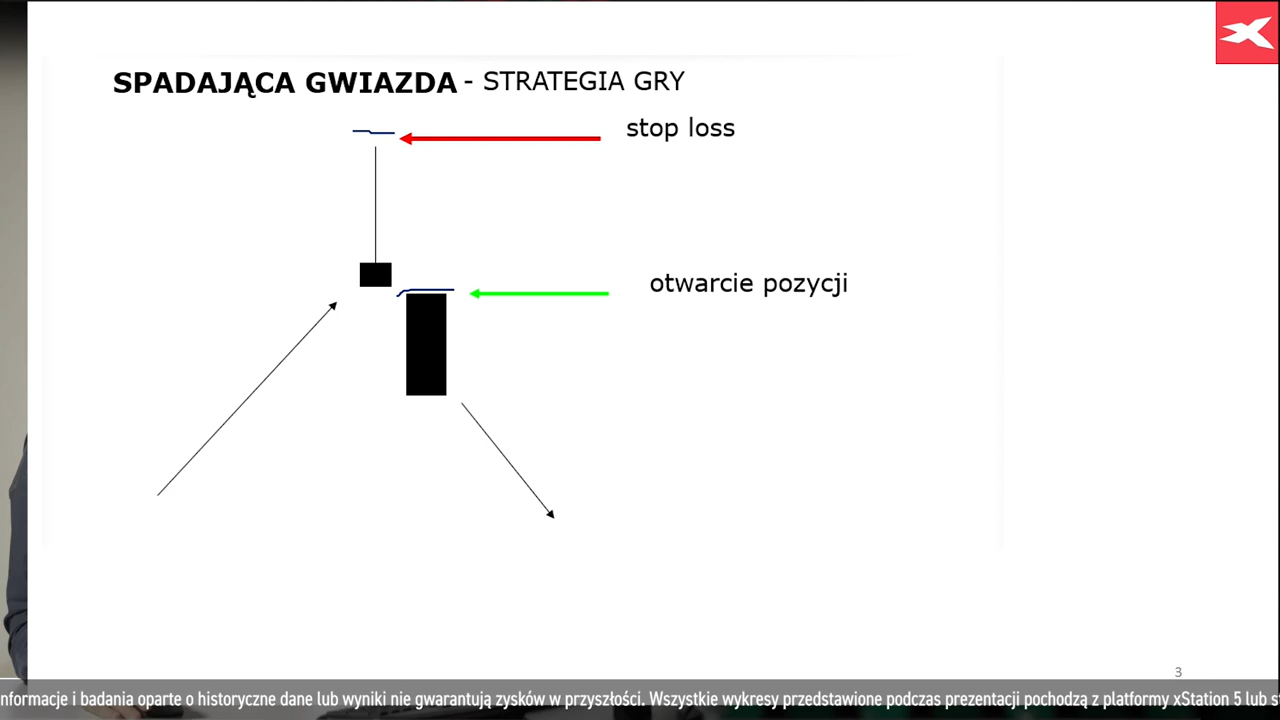 SPADAJĄCA GWIAZDA - STRATEGIA GRY
stop loss
otwarcie pozycji
3
informacje i badania oparte o historyczne dane lub wyniki nie gwarantują zysków w przyszłości. Wszystkie wykresy przedstawione podczas prezentacji pochodzą z platformy xStation 5 lub